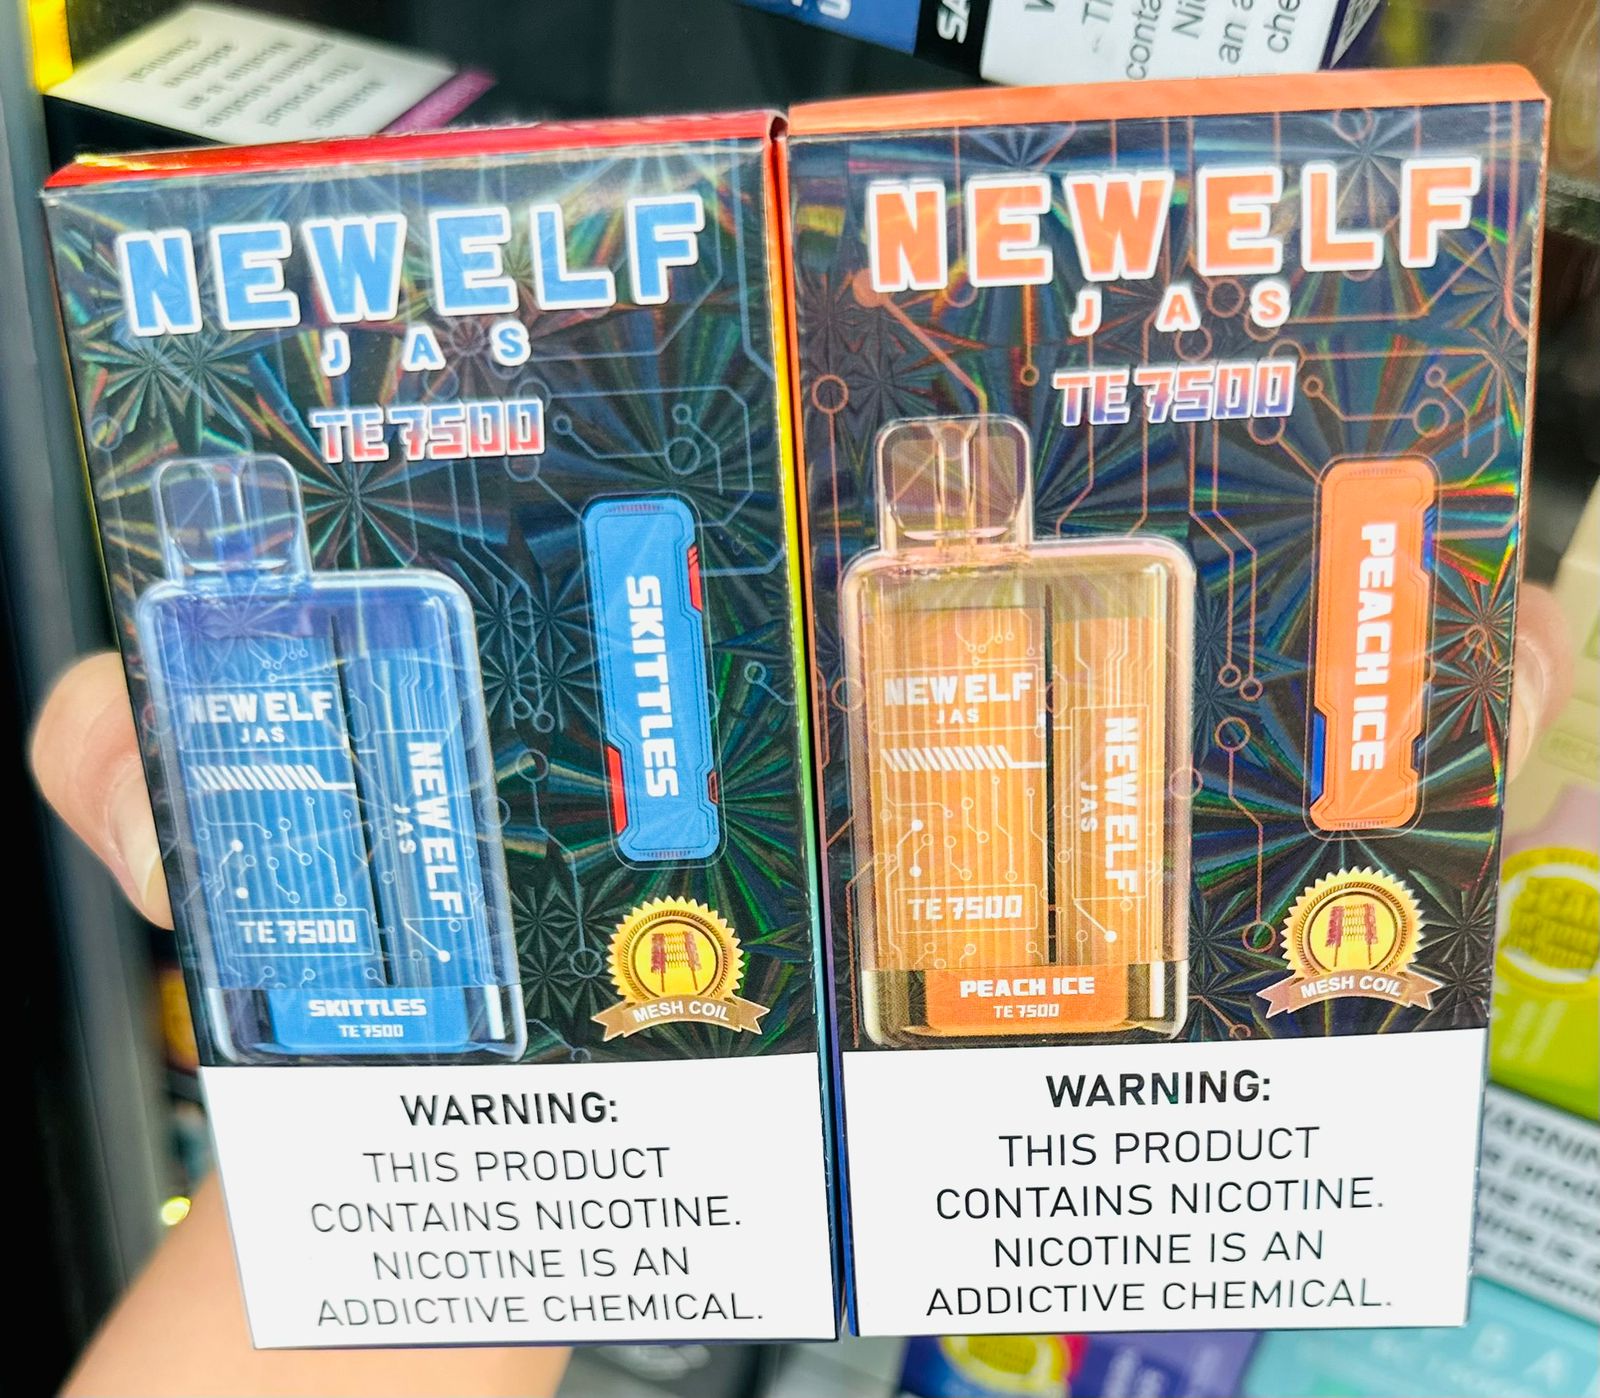 NEWELF
JAS
TE7500
SKITTLES
NEWELF
JAS
NEWELF
JAS
TE7500
SKITTLES
TE7500
MESH COIL
WARNING:
THIS PRODUCT
CONTAINS NICOTINE.
NICOTINE IS AN
ADDICTIVE CHEMICAL.
NEWELF
JAS
TE7500
PEACH ICE
NEWELF
JAS
NEWELF
JAS
TE7500
PEACH ICE
TE7500
MESH COIL
WARNING:
THIS PRODUCT
CONTAINS NICOTINE.
NICOTINE IS AN
ADDICTIVE CHEMICAL.